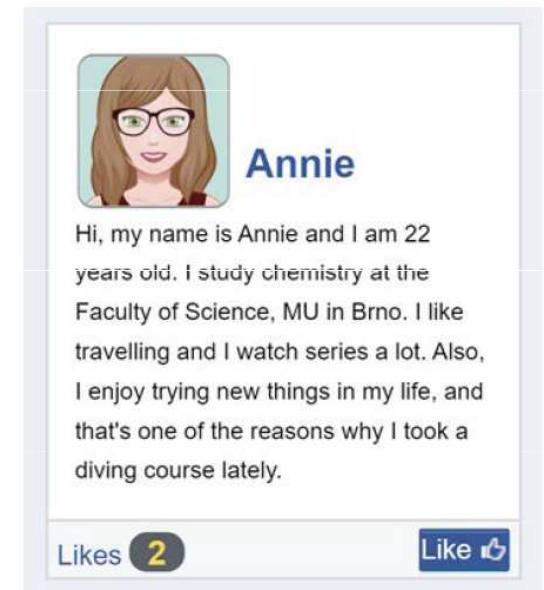 Annie
Hi, my name is Annie and I am 22
years old. I study chemistry at the
Faculty of Science, MU in Brno. I like
travelling and I watch series a lot. Also,
I enjoy trying new things in my life, and
that's one of the reasons why I took a
diving course lately.
Likes 2
Like